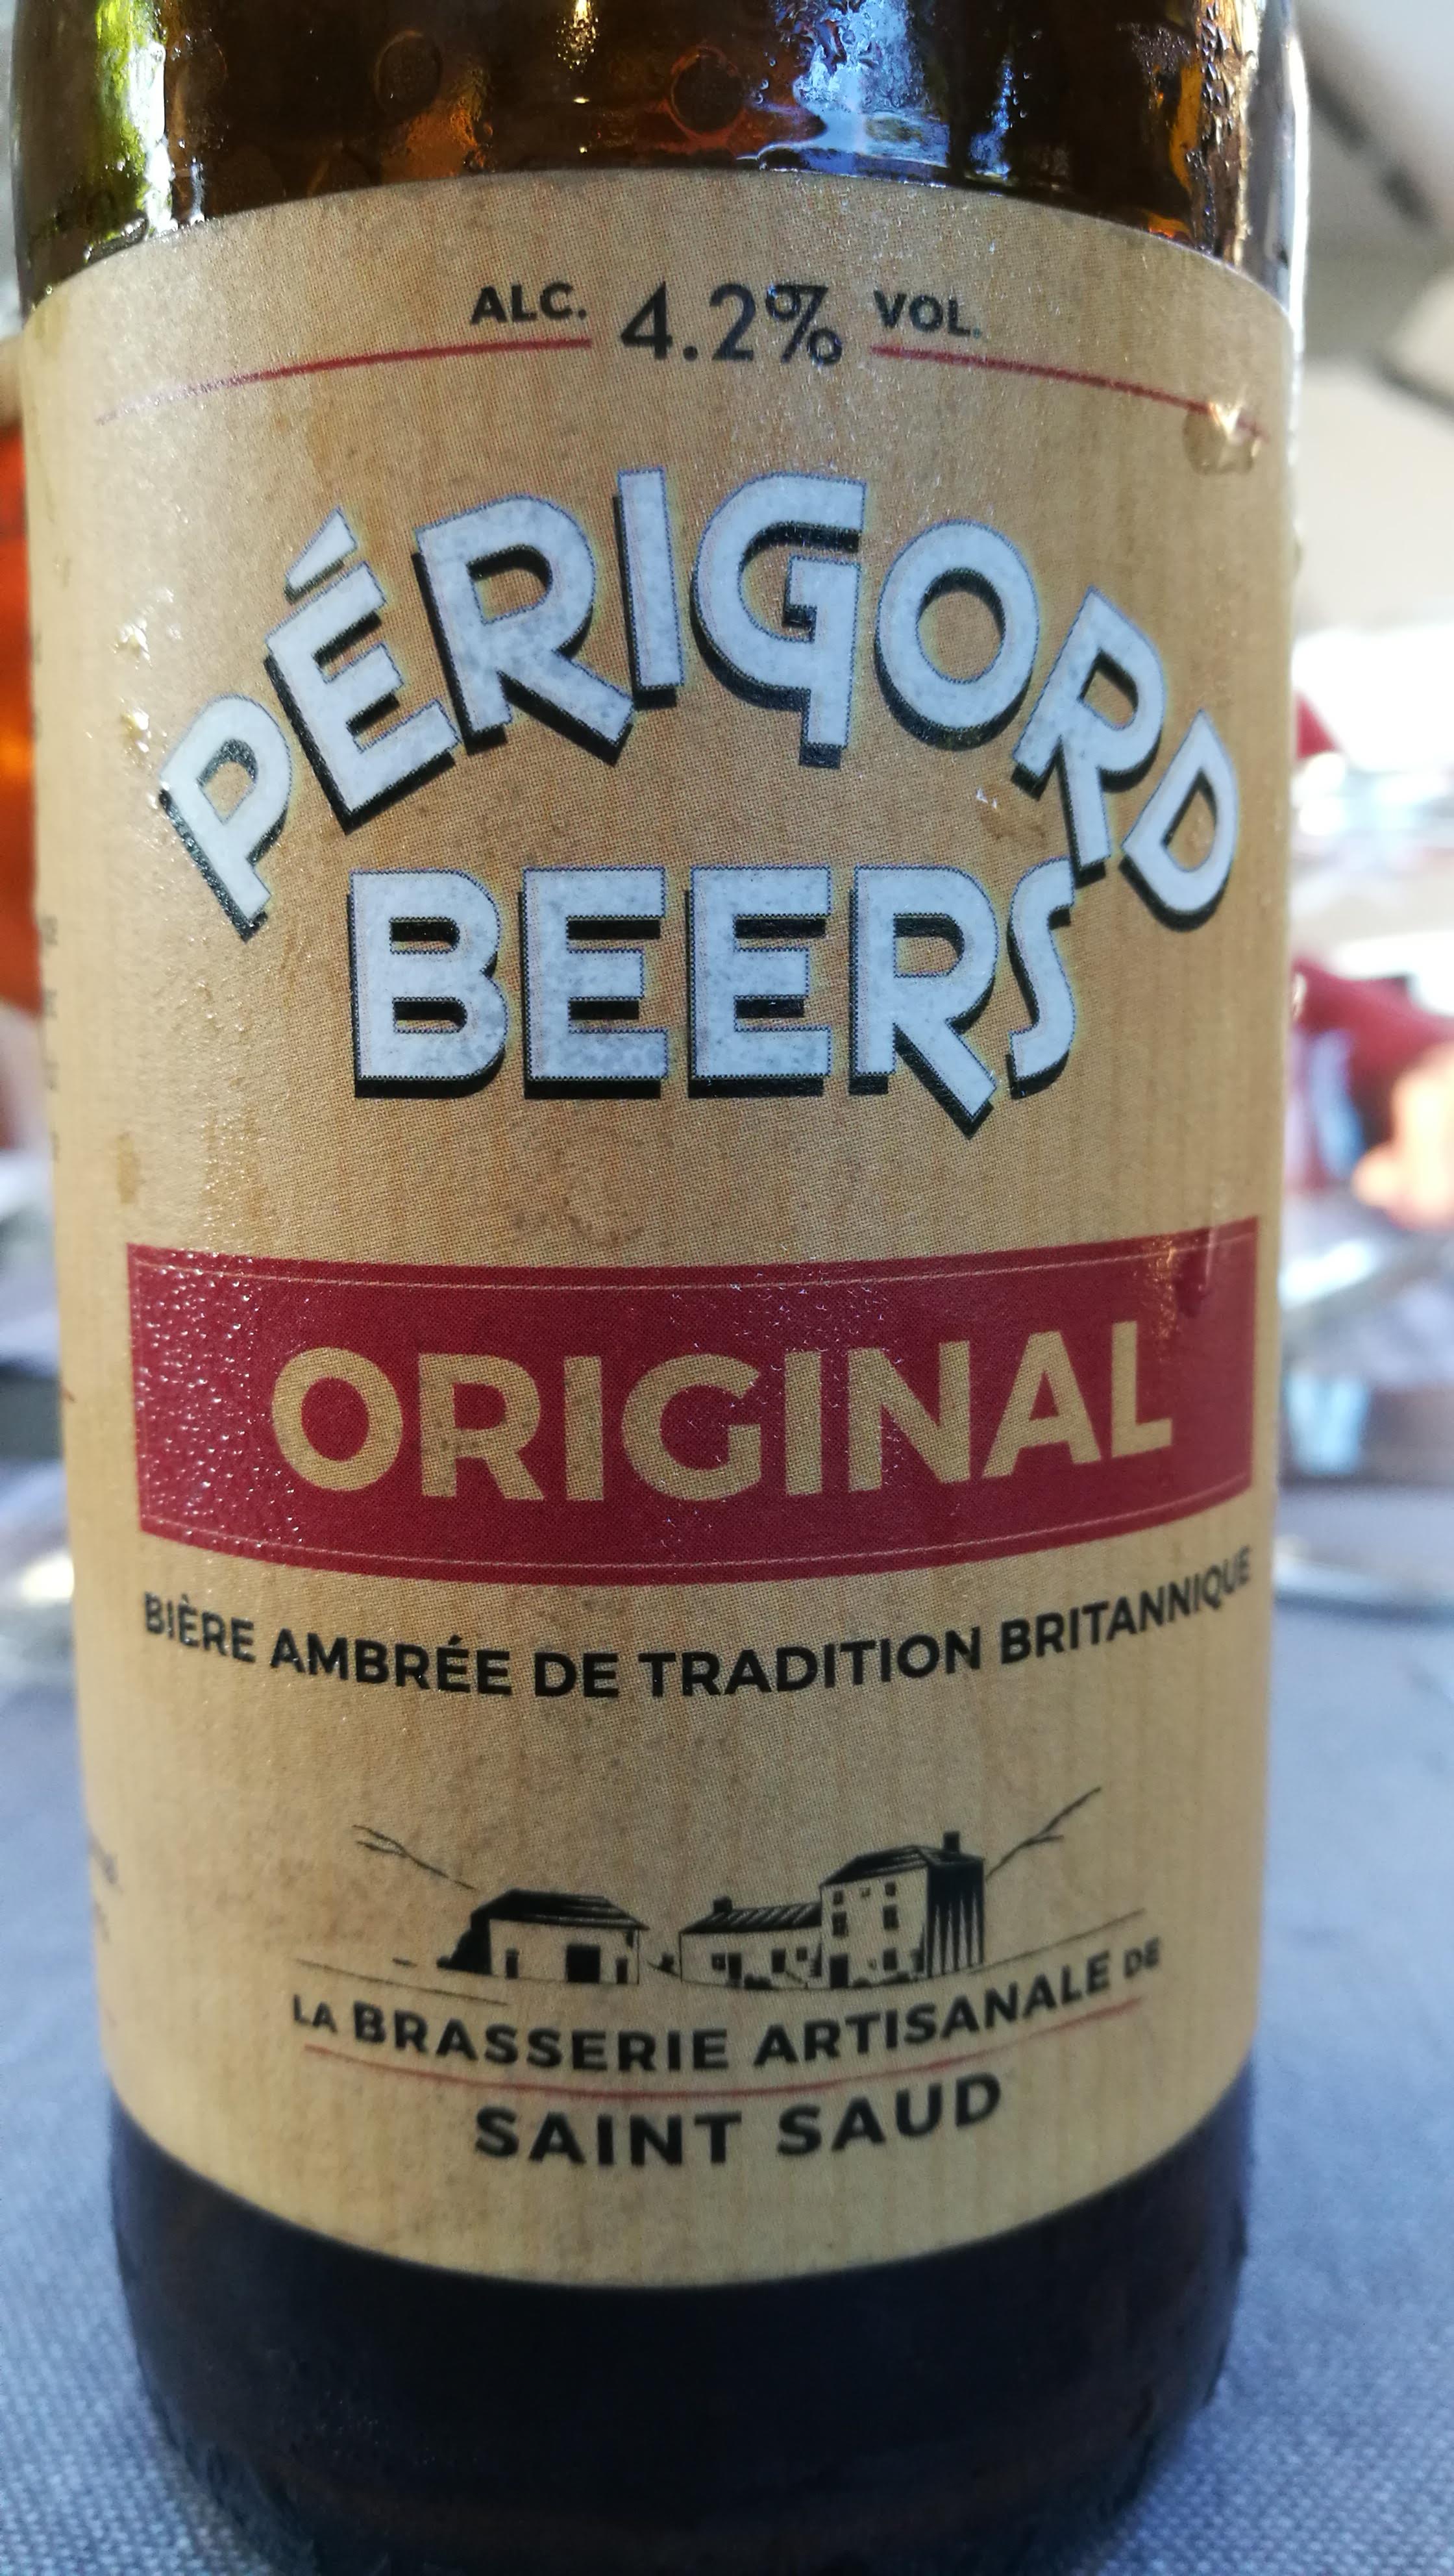 ALC. 4.2% VOL.
PÉRIGORD
BEERS
ORIGINAL
BIÈRE AMBRÉE DE TRADITION BRITANNIQUE
LA BRASSERIE ARTISANALE DE
SAINT SAUD